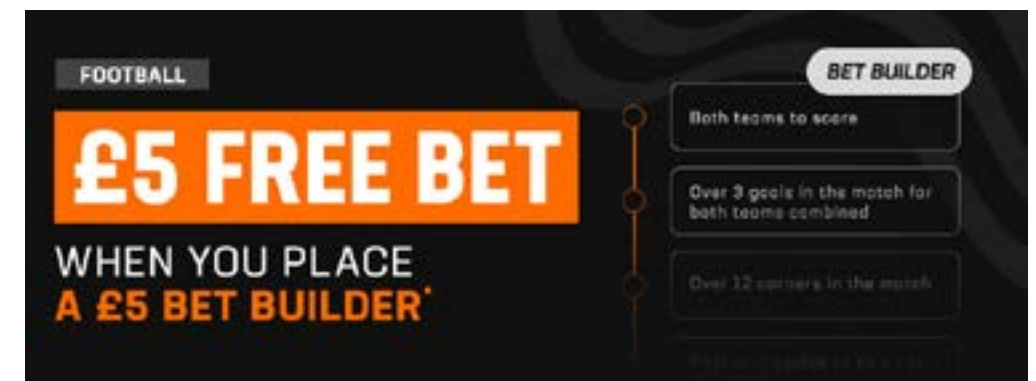 FOOTBALL
£5 FREE BET
WHEN YOU PLACE
A £5 BET BUILDER*
BET BUILDER
Both teams to score
Over 3 goals in the match for
both teams combined
Over 12 corners in the match